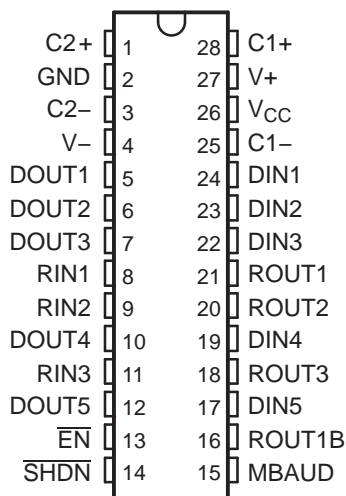 C2+ 1 28 C1+
GND 2 27 V+
C2− 3 26 VCC
V− 4 25 C1−
DOUT1 5 24 DIN1
DOUT2 6 23 DIN2
DOUT3 7 22 DIN3
RIN1 8 21 ROUT1
RIN2 9 20 ROUT2
DOUT4 10 19 DIN4
RIN3 11 18 ROUT3
DOUT5 12 17 DIN5
E̅N̅ 13 16 ROUT1B
S̅H̅D̅N̅ 14 15 MBAUD